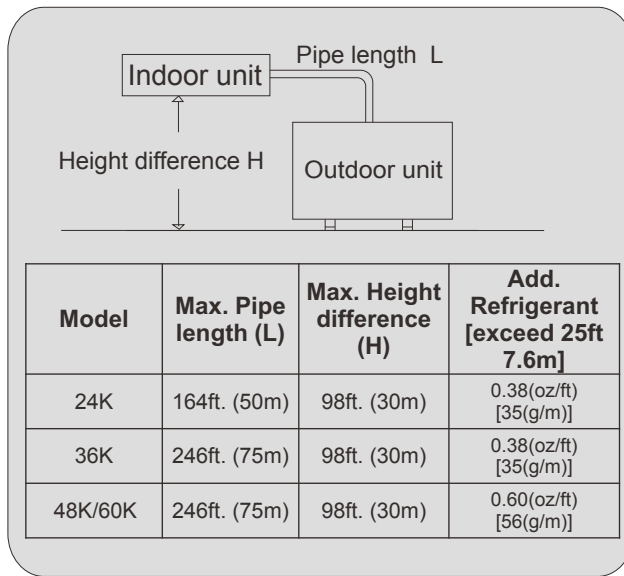 Pipe length L
Indoor unit
Height difference H
Outdoor unit
Model
Max. Pipe
length (L)
Max. Height
difference
(H)
Add.
Refrigerant
[exceed 25ft
7.6m]
24K
164ft. (50m)
98ft. (30m)
0.38(oz/ft)
[35(g/m)]
36K
246ft. (75m)
98ft. (30m)
0.38(oz/ft)
[35(g/m)]
48K/60K
246ft. (75m)
98ft. (30m)
0.60(oz/ft)
[56(g/m)]